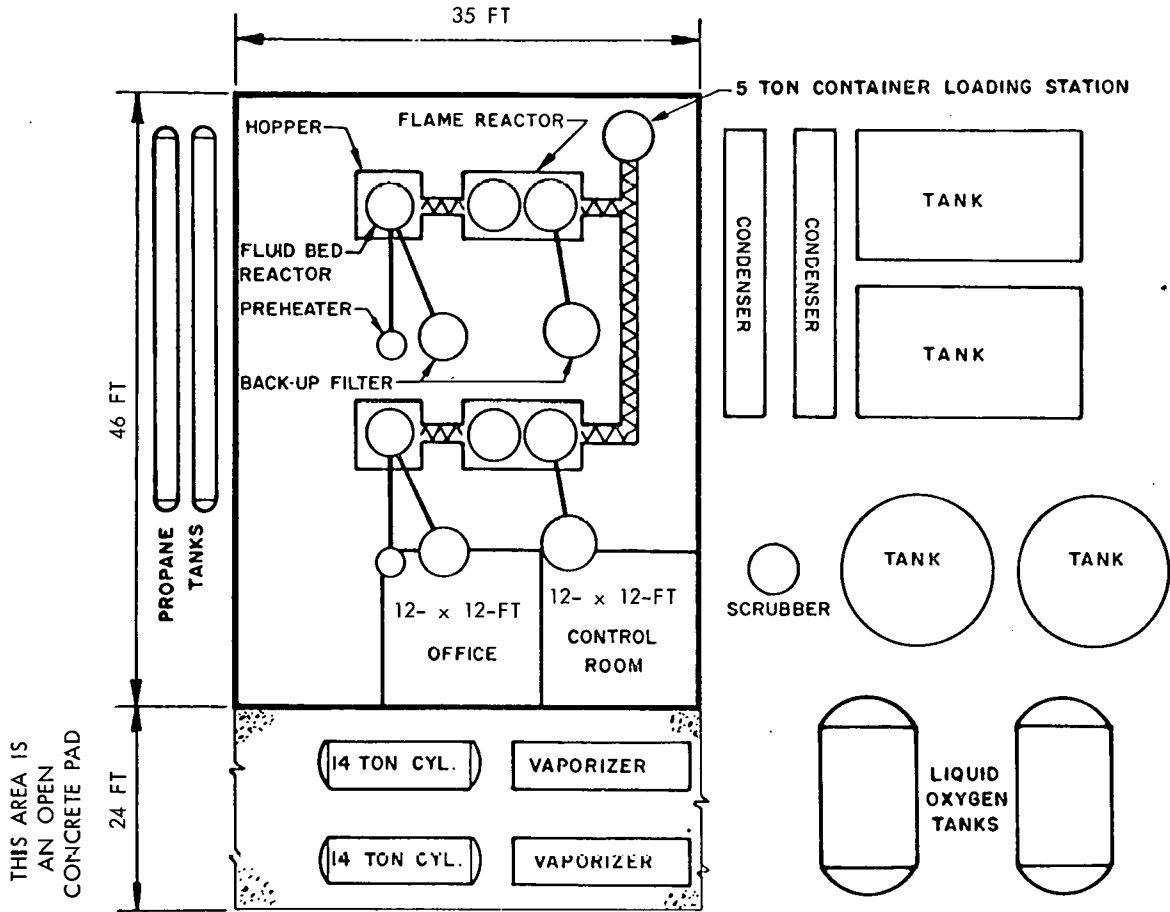 35 FT
5 TON CONTAINER LOADING STATION
HOPPER
FLAME REACTOR
TANK
CONDENSER
CONDENSER
FLUID BED
REACTOR
PREHEATER
TANK
BACK-UP FILTER
46 FT
PROPANE
TANKS
TANK
TANK
SCRUBBER
12- x 12-FT
OFFICE
12- x 12-FT
CONTROL
ROOM
THIS AREA IS
AN OPEN
CONCRETE PAD
24 FT
14 TON CYL.
VAPORIZER
LIQUID
OXYGEN
TANKS
14 TON CYL.
VAPORIZER